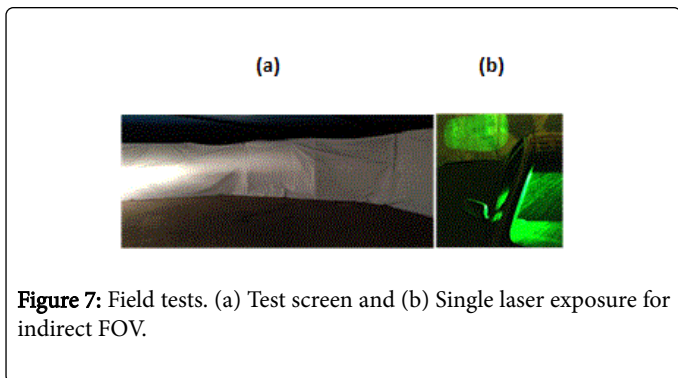 (a) (b)
Figure 7: Field tests. (a) Test screen and (b) Single laser exposure for
indirect FOV.